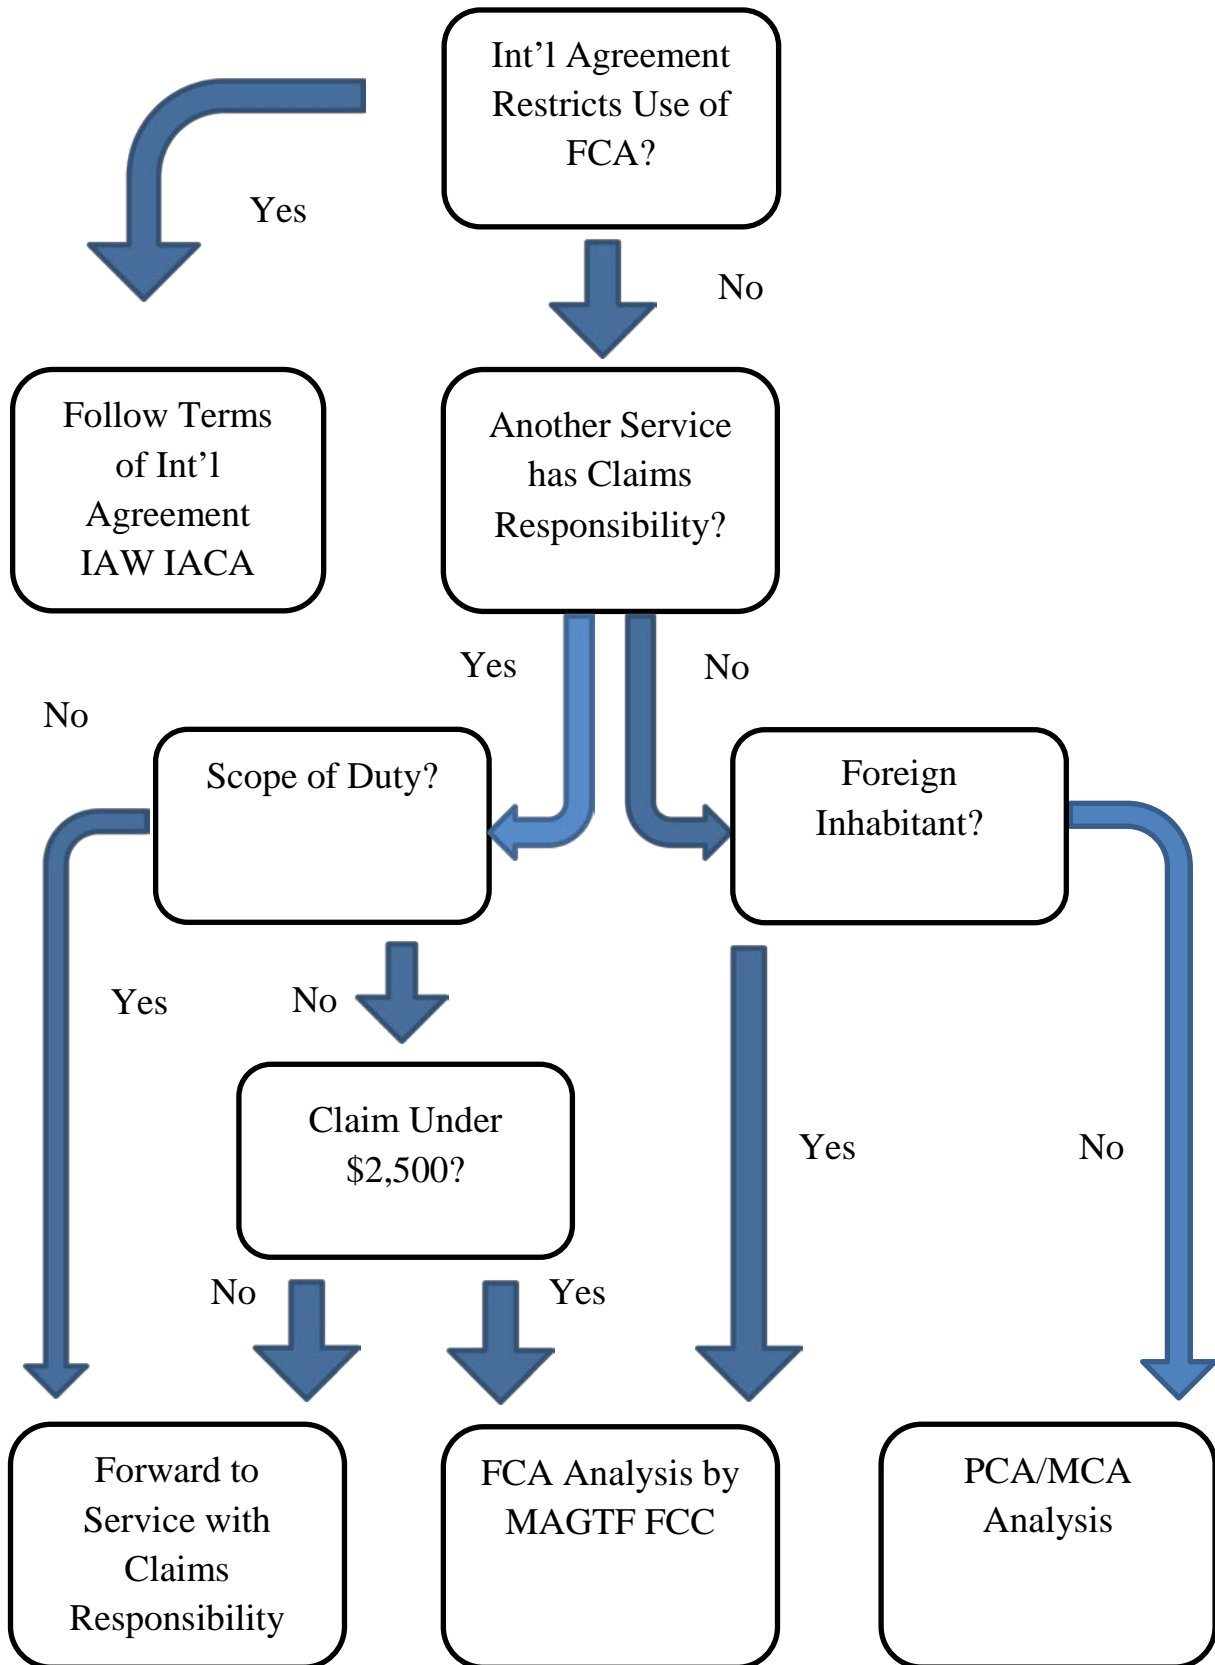 Int’l Agreement
Restricts Use of
FCA?
Yes
No
Follow Terms
of Int’l
Agreement
IAW IACA
Another Service
has Claims
Responsibility?
Yes
No
No
Scope of Duty?
Foreign
Inhabitant?
Yes
No
Claim Under
$2,500?
Yes
No
No
Yes
Forward to
Service with
Claims
Responsibility
FCA Analysis by
MAGTF FCC
PCA/MCA
Analysis